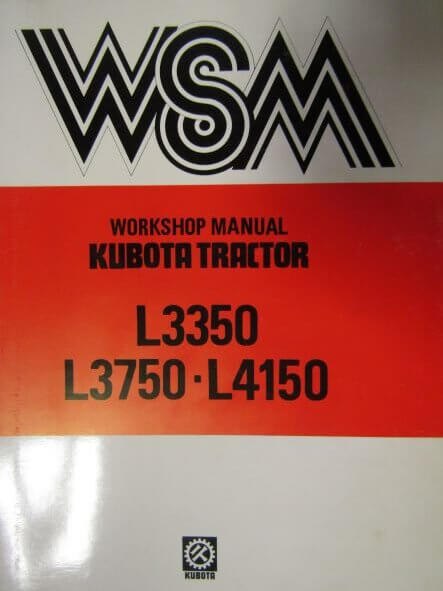 WSM
WORKSHOP MANUAL
KUBOTA TRACTOR
L3350
L3750·L4150
KUBOTA